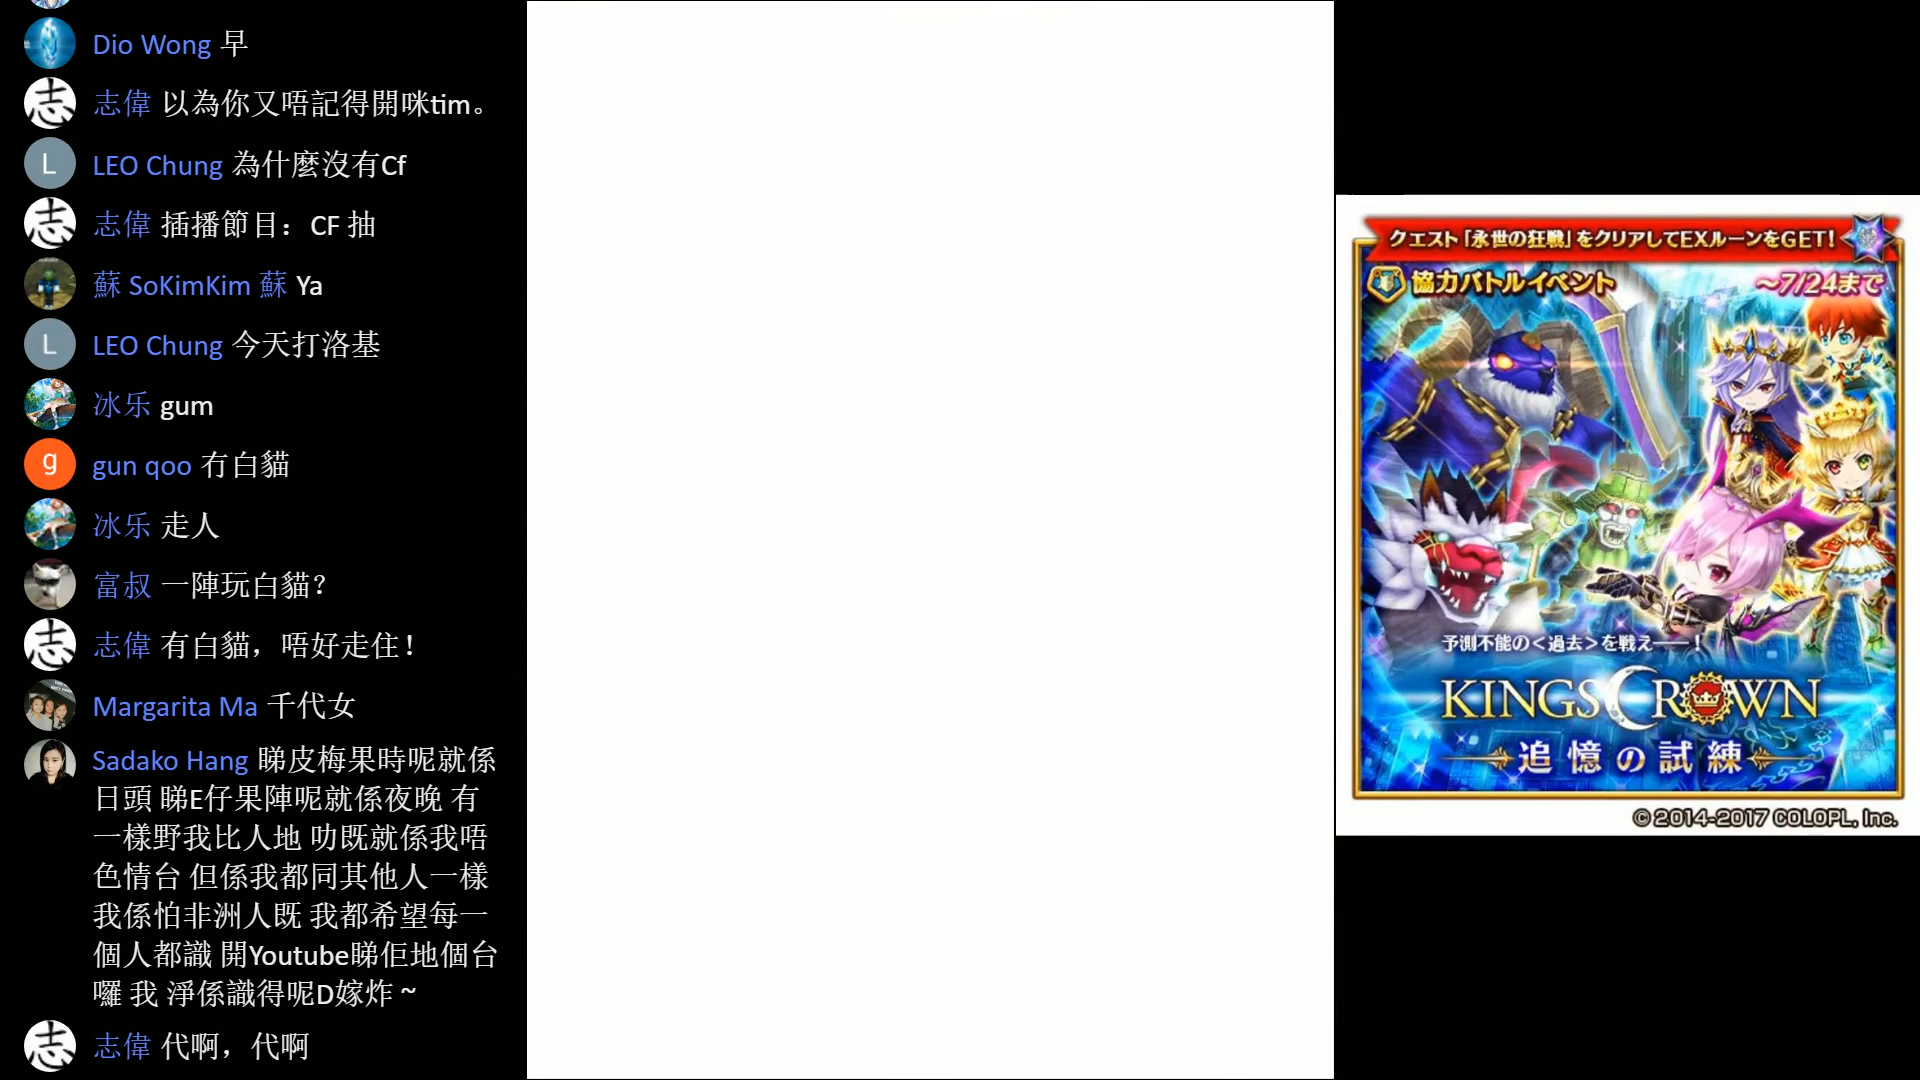 Dio Wong 早
志偉 以為你又唔記得開咪tim。
LEO Chung 為什麼沒有Cf
志偉 插播節目：CF 抽
蘇 SoKimKim 蘇 Ya
LEO Chung 今天打洛基
冰乐 gum
gun qoo 冇白貓
冰乐 走人
富叔 一陣玩白貓？
志偉 有白貓，唔好走住！
Margarita Ma 千代女
Sadako Hang 睇皮梅果時呢就係
日頭 睇E仔果陣呢就係夜晚 有
一樣野我比人地 叻既就係我唔
色情台 但係我都同其他人一樣
我係怕非洲人既 我都希望每一
個人都識 開Youtube睇佢地個台
囉 我 淨係識得呢D嫁炸 ~
志偉 代啊，代啊
L
L
g
志
志
志
志
クエスト「永世の狂戦」をクリアしてEXルーンをGET!
協力バトルイベント
～7/24まで
予測不能の＜過去＞を戦え──！
KINGS CROWN
追憶の試練
© 2014-2017 COLOPL, Inc.